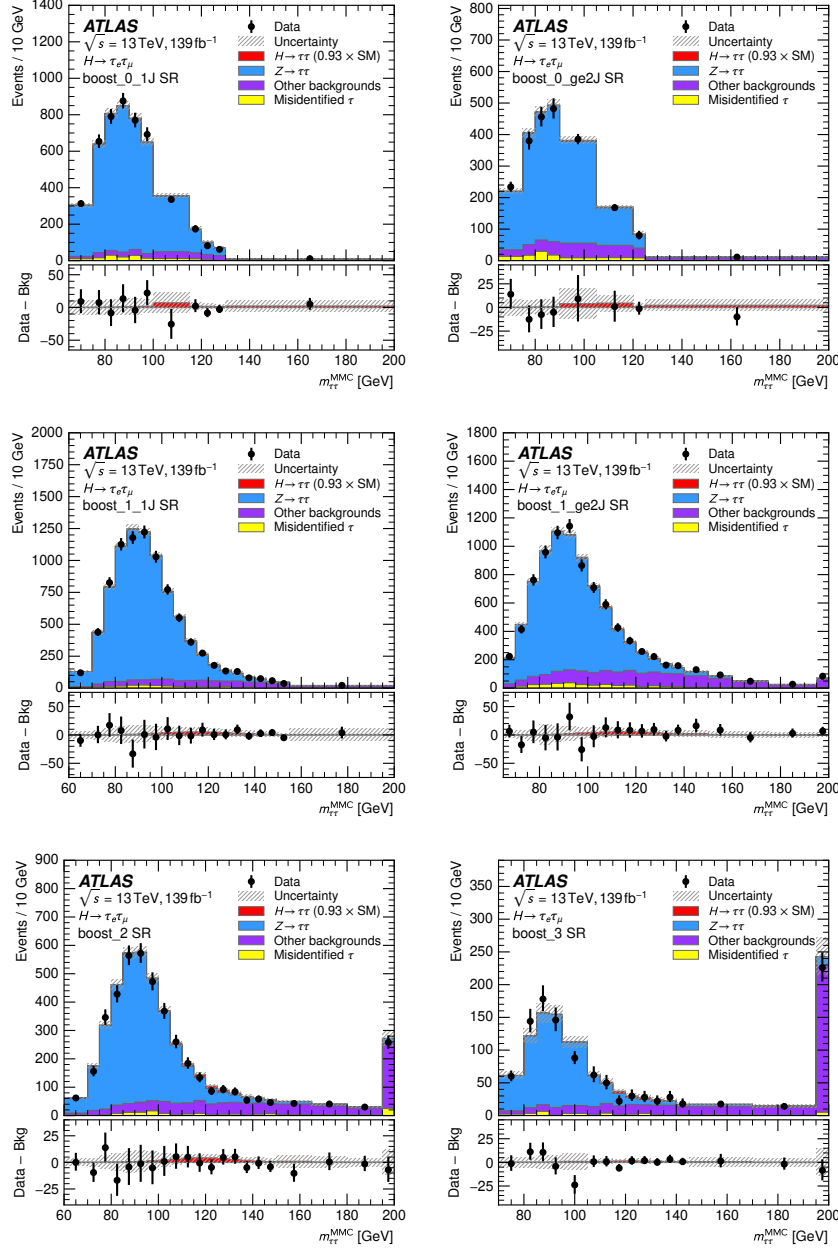 Events / 10 GeV
1400
1200
1000
800
600
400
200
0
ATLAS
√s = 13 TeV, 139 fb⁻¹
H→τₑτμ
boost_0_1J SR
Data
Uncertainty
H→ττ (0.93 × SM)
Z→ττ
Other backgrounds
Misidentified τ
Data − Bkg
50
0
−50
80 100 120 140 160 180 200
m_ττ^MMC [GeV]
Events / 10 GeV
800
700
600
500
400
300
200
100
0
ATLAS
√s = 13 TeV, 139 fb⁻¹
H→τₑτμ
boost_0_ge2J SR
Data
Uncertainty
H→ττ (0.93 × SM)
Z→ττ
Other backgrounds
Misidentified τ
Data − Bkg
25
0
−25
80 100 120 140 160 180 200
m_ττ^MMC [GeV]
Events / 10 GeV
2000
1750
1500
1250
1000
750
500
250
0
ATLAS
√s = 13 TeV, 139 fb⁻¹
H→τₑτμ
boost_1_1J SR
Data
Uncertainty
H→ττ (0.93 × SM)
Z→ττ
Other backgrounds
Misidentified τ
Data − Bkg
50
0
−50
60 80 100 120 140 160 180 200
m_ττ^MMC [GeV]
Events / 10 GeV
1800
1600
1400
1200
1000
800
600
400
200
0
ATLAS
√s = 13 TeV, 139 fb⁻¹
H→τₑτμ
boost_1_ge2J SR
Data
Uncertainty
H→ττ (0.93 × SM)
Z→ττ
Other backgrounds
Misidentified τ
Data − Bkg
50
0
−50
80 100 120 140 160 180 200
m_ττ^MMC [GeV]
Events / 10 GeV
900
800
700
600
500
400
300
200
100
0
ATLAS
√s = 13 TeV, 139 fb⁻¹
H→τₑτμ
boost_2 SR
Data
Uncertainty
H→ττ (0.93 × SM)
Z→ττ
Other backgrounds
Misidentified τ
Data − Bkg
25
0
−25
60 80 100 120 140 160 180 200
m_ττ^MMC [GeV]
Events / 10 GeV
350
300
250
200
150
100
50
0
ATLAS
√s = 13 TeV, 139 fb⁻¹
H→τₑτμ
boost_3 SR
Data
Uncertainty
H→ττ (0.93 × SM)
Z→ττ
Other backgrounds
Misidentified τ
Data − Bkg
25
0
−25
80 100 120 140 160 180 200
m_ττ^MMC [GeV]